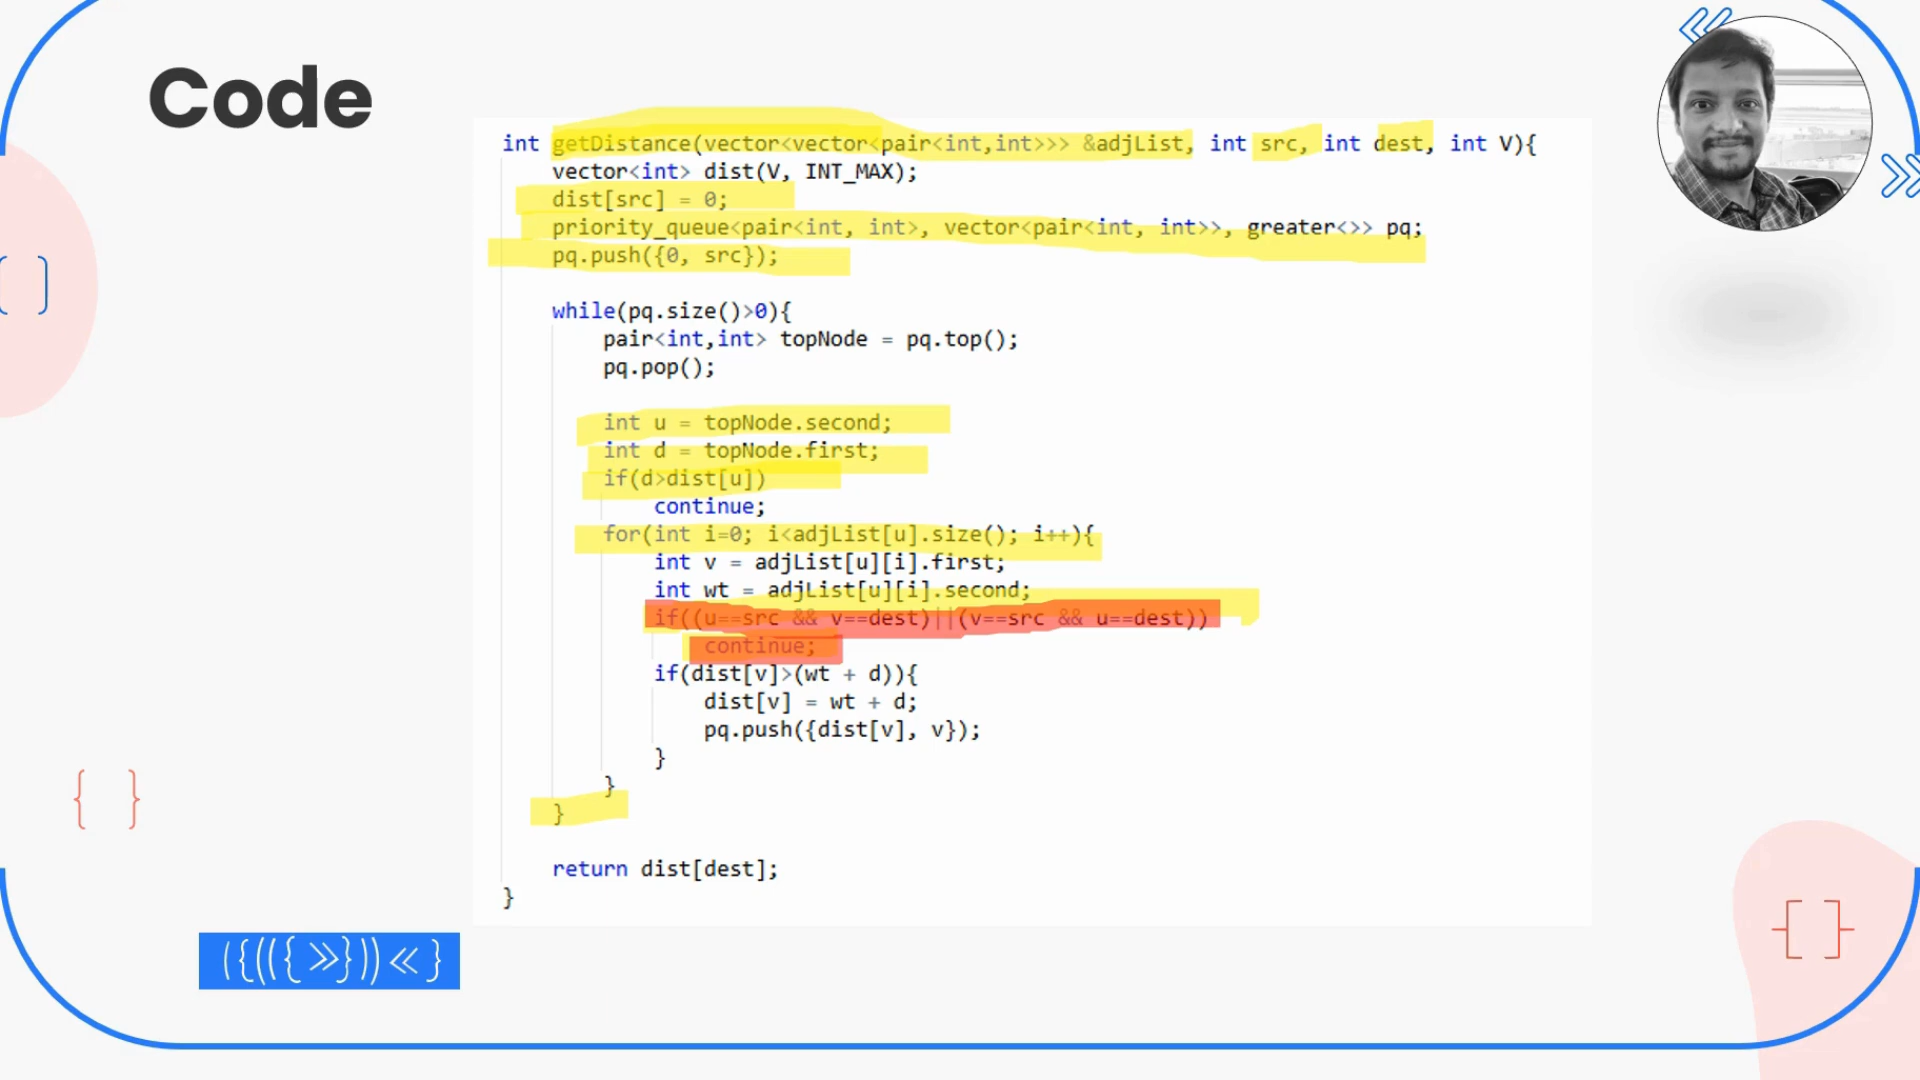 Code
int getDistance(vector<vector<pair<int,int>>> &adjList, int src, int dest, int V){
vector<int> dist(V, INT_MAX);
dist[src] = 0;
priority_queue<pair<int, int>, vector<pair<int, int>>, greater<>> pq;
pq.push({0, src});
while(pq.size()>0){
pair<int,int> topNode = pq.top();
pq.pop();
int u = topNode.second;
int d = topNode.first;
if(d>dist[u])
continue;
for(int i=0; i<adjList[u].size(); i++){
int v = adjList[u][i].first;
int wt = adjList[u][i].second;
if((u==src && v==dest)||(v==src && u==dest))
continue;
if(dist[v]>(wt + d)){
dist[v] = wt + d;
pq.push({dist[v], v});
}
}
}
return dist[dest];
}
({(({ >>}))<< }